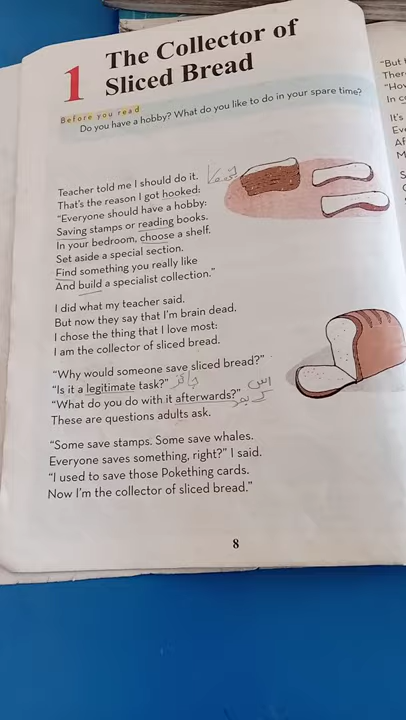 1
The Collector of
Sliced Bread
Before you read
Do you have a hobby? What do you like to do in your spare time?
Teacher told me I should do it.
That's the reason I got hooked:
"Everyone should have a hobby:
Saving stamps or reading books.
In your bedroom, choose a shelf.
Set aside a special section.
Find something you really like
And build a specialist collection."
I did what my teacher said.
But now they say that I'm brain dead.
I chose the thing that I love most:
I am the collector of sliced bread.
"Why would someone save sliced bread?"
"Is it a legitimate task?" جائز
"What do you do with it afterwards?" اس کے بعد
These are questions adults ask.
"Some save stamps. Some save whales.
Everyone saves something, right?" I said.
"I used to save those Pokething cards.
Now I'm the collector of sliced bread."
8
"But
Ther
"How
In c
It's
Eve
Af
M